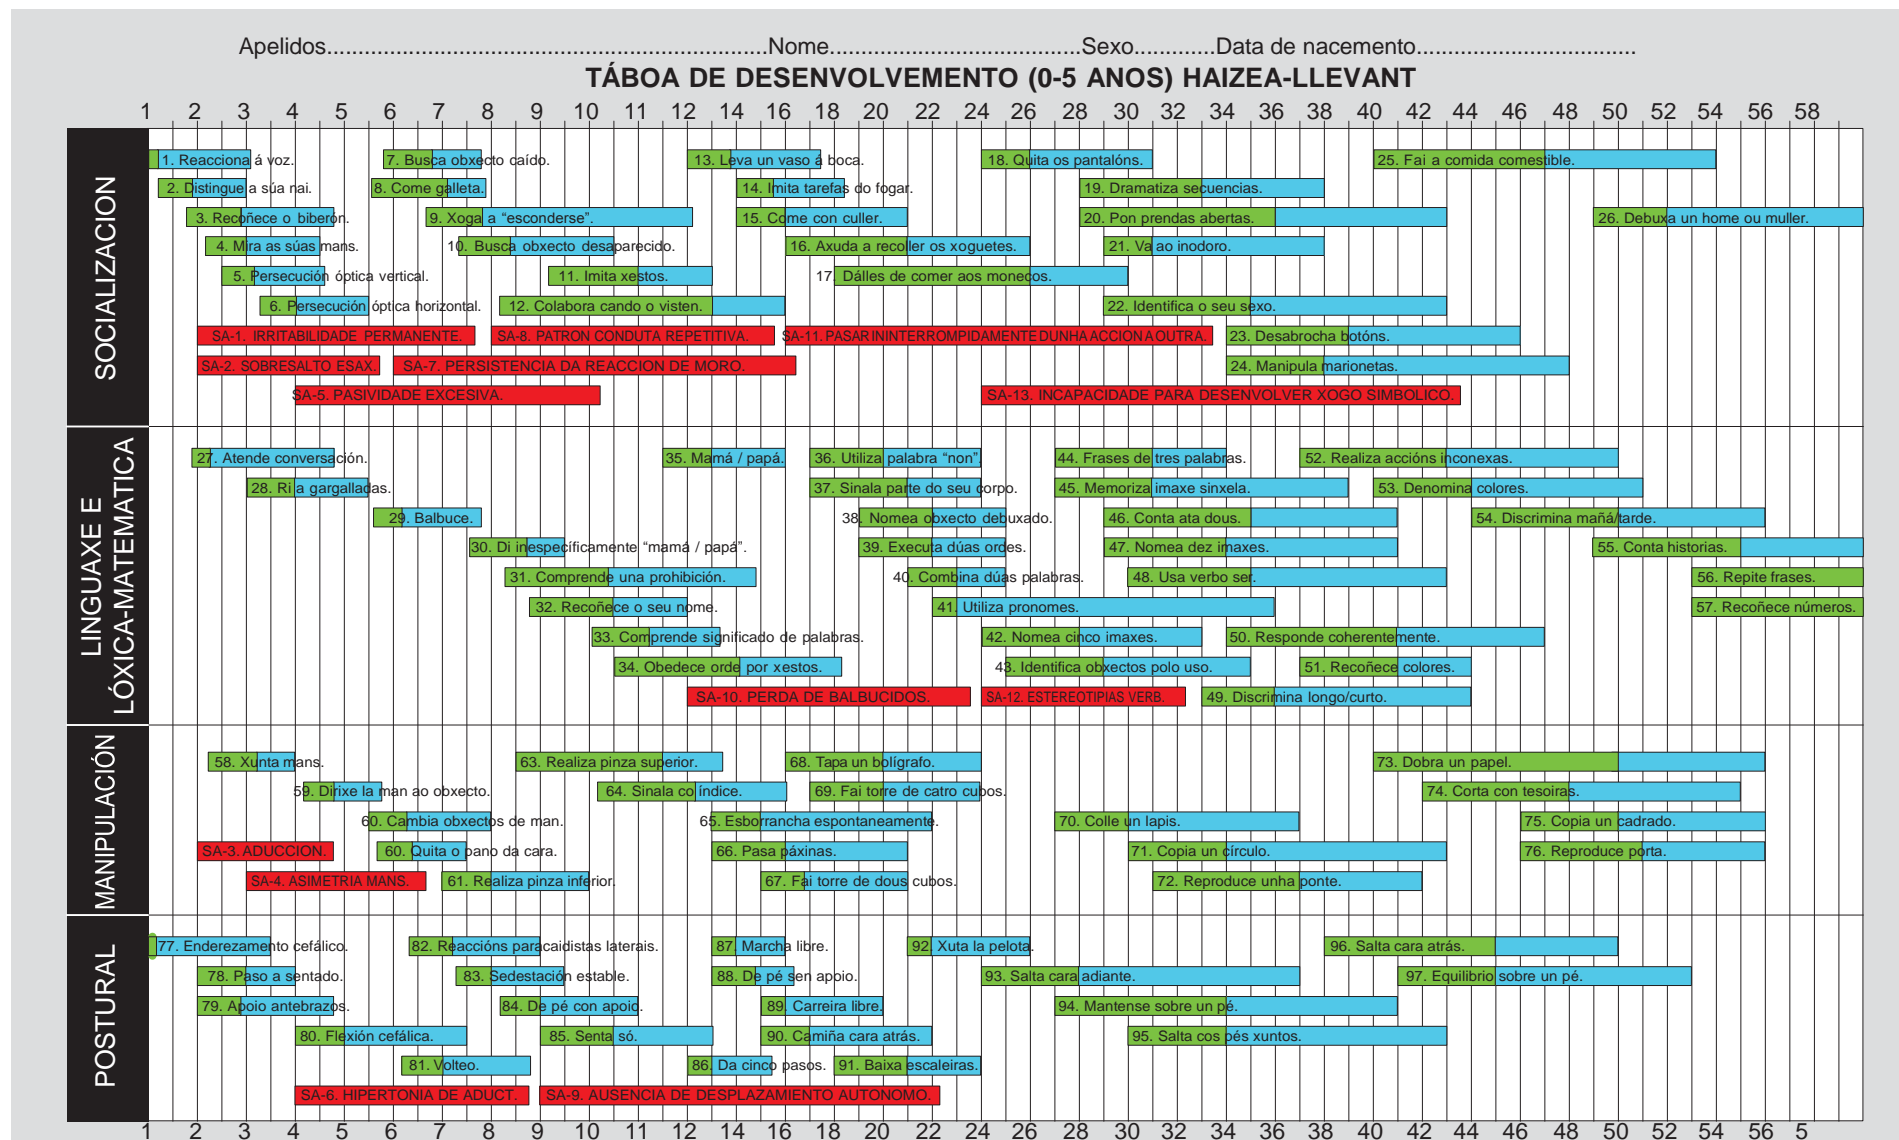 Apelidos.......................................................................Nome........................................Sexo.............Data de nacemento...................................
TÁBOA DE DESENVOLVEMENTO (0-5 ANOS) HAIZEA-LLEVANT
1 2 3 4 5 6 7 8 9 10 12 14 16 18 20 22 24 26 28 30 32 34 36 38 40 42 44 46 48 50 52 54 56 58
SOCIALIZACION
1. Reacciona á voz.
7. Busca obxecto caído.
13. Leva un vaso á boca.
18. Quita os pantalóns.
25. Fai a comida comestible.
2. Distingue a súa nai.
8. Come galleta.
14. Imita tarefas do fogar.
19. Dramatiza secuencias.
3. Recoñece o biberón.
9. Xoga a “esconderse”.
15. Come con culler.
20. Pon prendas abertas.
26. Debuxa un home ou muller.
4. Mira as súas mans.
10. Busca obxecto desaparecido.
16. Axuda a recoller os xoguetes.
21. Va ao inodoro.
5. Persecución óptica vertical.
11. Imita xestos.
17. Dálles de comer aos monecos.
6. Persecución óptica horizontal.
12. Colabora cando o visten.
22. Identifica o seu sexo.
SA-1. IRRITABILIDADE PERMANENTE.
SA-8. PATRON CONDUTA REPETITIVA.
SA-11. PASAR ININTERROMPIDAMENTE DUNHA ACCION A OUTRA.
23. Desabrocha botóns.
SA-2. SOBRESALTO ESAX.
SA-7. PERSISTENCIA DA REACCION DE MORO.
24. Manipula marionetas.
SA-5. PASIVIDADE EXCESIVA.
SA-13. INCAPACIDADE PARA DESENVOLVER XOGO SIMBOLICO.
LINGUAXE E
LÓXICA-MATEMATICA
27. Atende conversación.
35. Mamá / papá.
36. Utiliza palabra “non”
44. Frases de tres palabras.
52. Realiza accións inconexas.
28. Ri a gargalladas.
37. Sinala parte do seu corpo.
45. Memoriza imaxe sinxela.
53. Denomina colores.
29. Balbuce.
38. Nomea obxecto debuxado.
46. Conta ata dous.
54. Discrimina mañá/tarde.
30. Di inespecíficamente “mamá / papá”.
39. Executa dúas ordes.
47. Nomea dez imaxes.
55. Conta historias.
31. Comprende una prohibición.
40. Combina dúas palabras.
48. Usa verbo ser.
56. Repite frases.
32. Recoñece o seu nome.
41. Utiliza pronomes.
57. Recoñece números.
33. Comprende significado de palabras.
42. Nomea cinco imaxes.
50. Responde coherentemente.
34. Obedece orde por xestos.
43. Identifica obxectos polo uso.
51. Recoñece colores.
SA-10. PERDA DE BALBUCIDOS.
SA-12. ESTEREOTIPIAS VERB.
49. Discrimina longo/curto.
MANIPULACIÓN
58. Xunta mans.
63. Realiza pinza superior.
68. Tapa un bolígrafo.
73. Dobra un papel.
59. Dirixe la man ao obxecto.
64. Sinala co índice.
69. Fai torre de catro cubos.
74. Corta con tesoiras.
60. Cambia obxectos de man.
65. Esborrancha espontaneamente.
70. Colle un lapis.
75. Copia un cadrado.
SA-3. ADUCCION.
60. Quita o pano da cara.
66. Pasa páxinas.
71. Copia un círculo.
76. Reproduce porta.
SA-4. ASIMETRIA MANS.
61. Realiza pinza inferior.
67. Fai torre de dous cubos.
72. Reproduce unha ponte.
POSTURAL
77. Enderezamento cefálico.
82. Reaccións paracaidistas laterais.
87. Marcha libre.
92. Xuta la pelota.
96. Salta cara atrás.
78. Paso a sentado.
83. Sedestación estable.
88. De pé sen apoio.
93. Salta cara adiante.
97. Equilibrio sobre un pé.
79. Apoio antebrazos.
84. De pé con apoio.
89. Carreira libre.
94. Mantense sobre un pé.
80. Flexión cefálica.
85. Senta só.
90. Camiña cara atrás.
95. Salta cos pés xuntos.
81. Volteo.
86. Da cinco pasos.
91. Baixa escaleiras.
SA-6. HIPERTONIA DE ADUCT.
SA-9. AUSENCIA DE DESPLAZAMIENTO AUTONOMO.
1 2 3 4 5 6 7 8 9 10 12 14 16 18 20 22 24 26 28 30 32 34 36 38 40 42 44 46 48 50 52 54 56 5